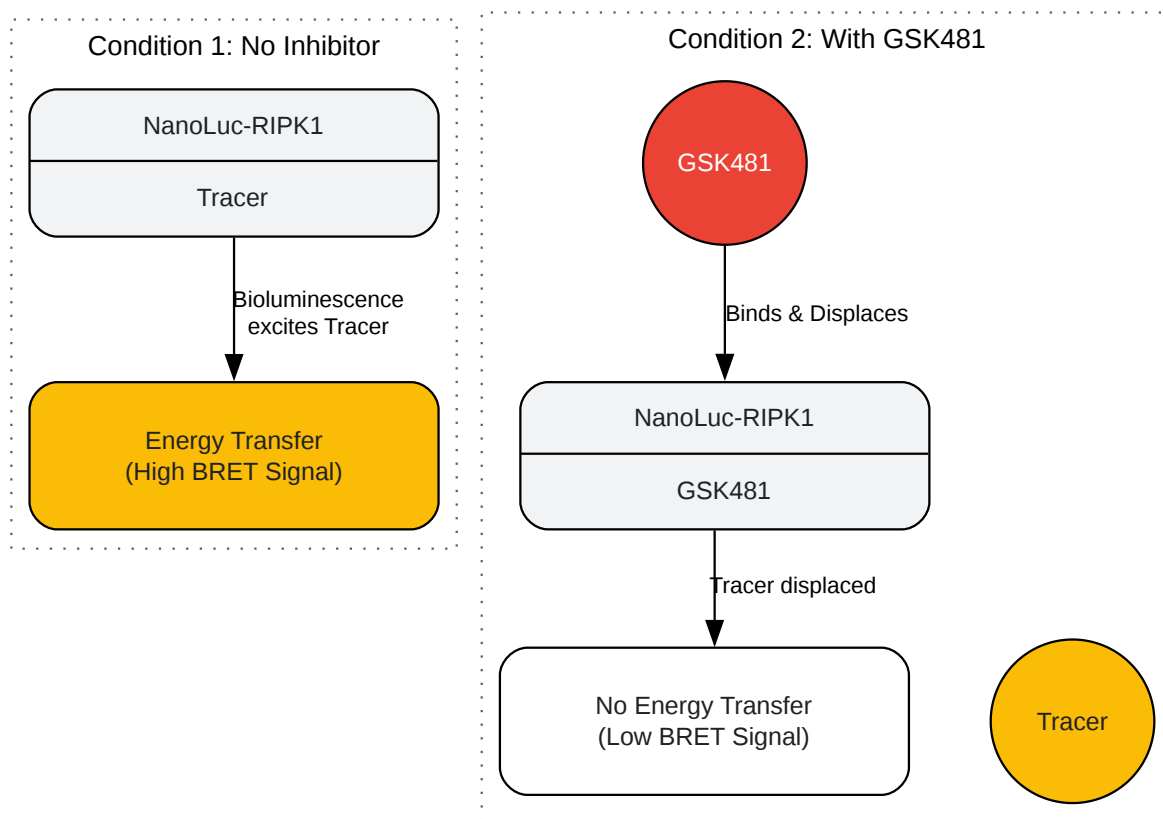 Condition 1: No Inhibitor
NanoLuc-RIPK1
Tracer
Bioluminescence
excites Tracer
Energy Transfer
(High BRET Signal)
Condition 2: With GSK481
GSK481
Binds & Displaces
NanoLuc-RIPK1
GSK481
Tracer displaced
No Energy Transfer
(Low BRET Signal)
Tracer